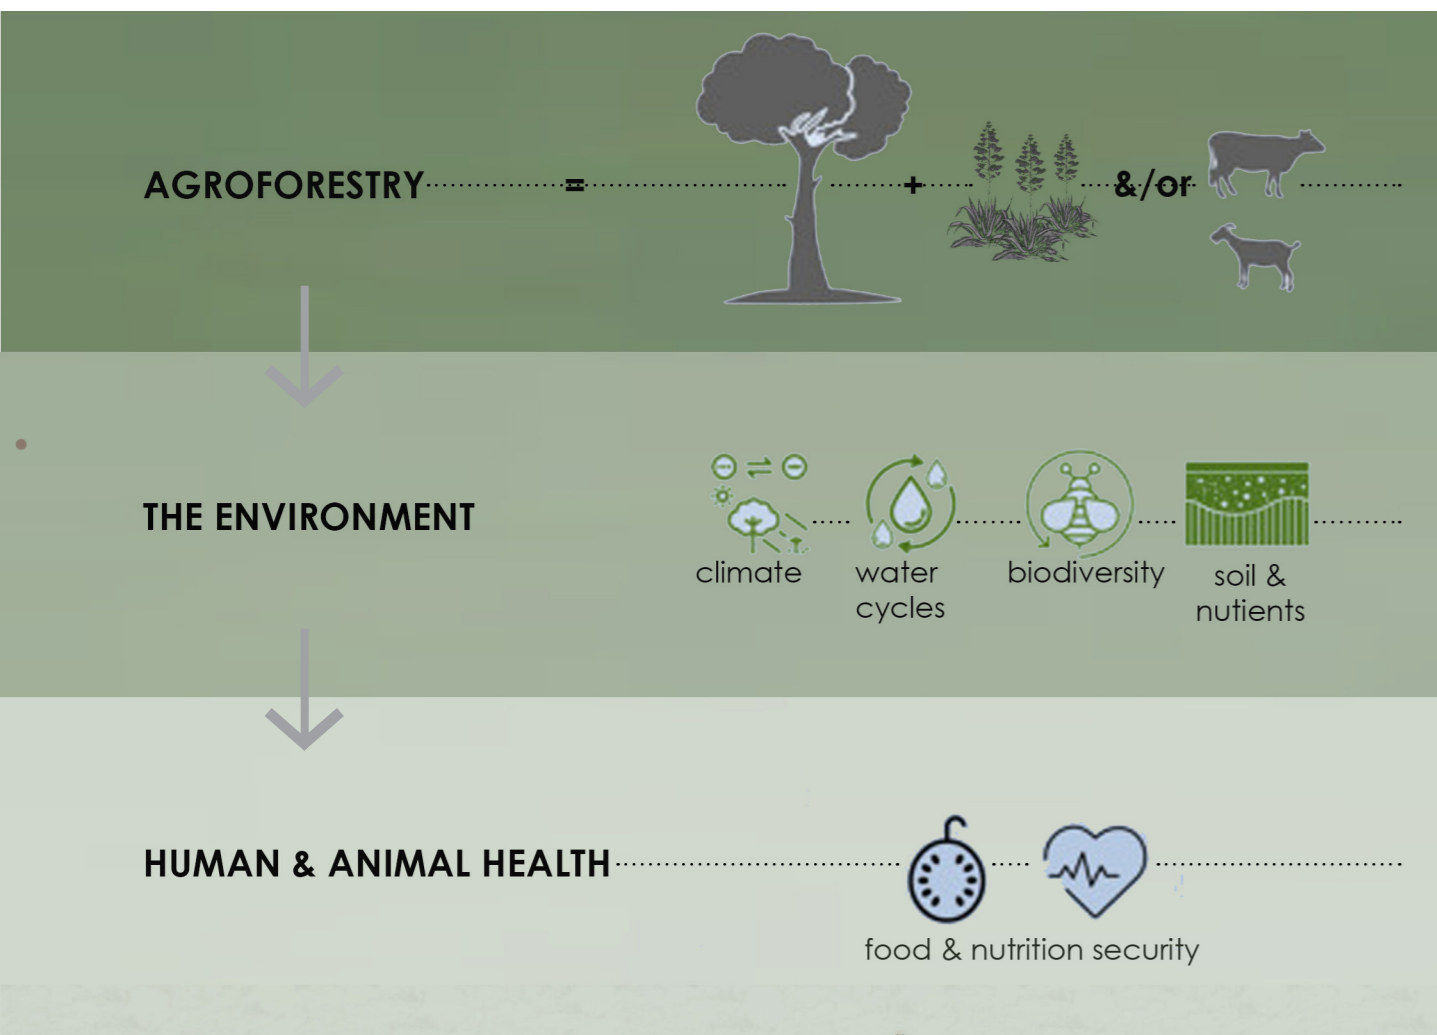 AGROFORESTRY = + &/or
THE ENVIRONMENT
climate
water
cycles
biodiversity
soil &
nutients
HUMAN & ANIMAL HEALTH
food & nutrition security